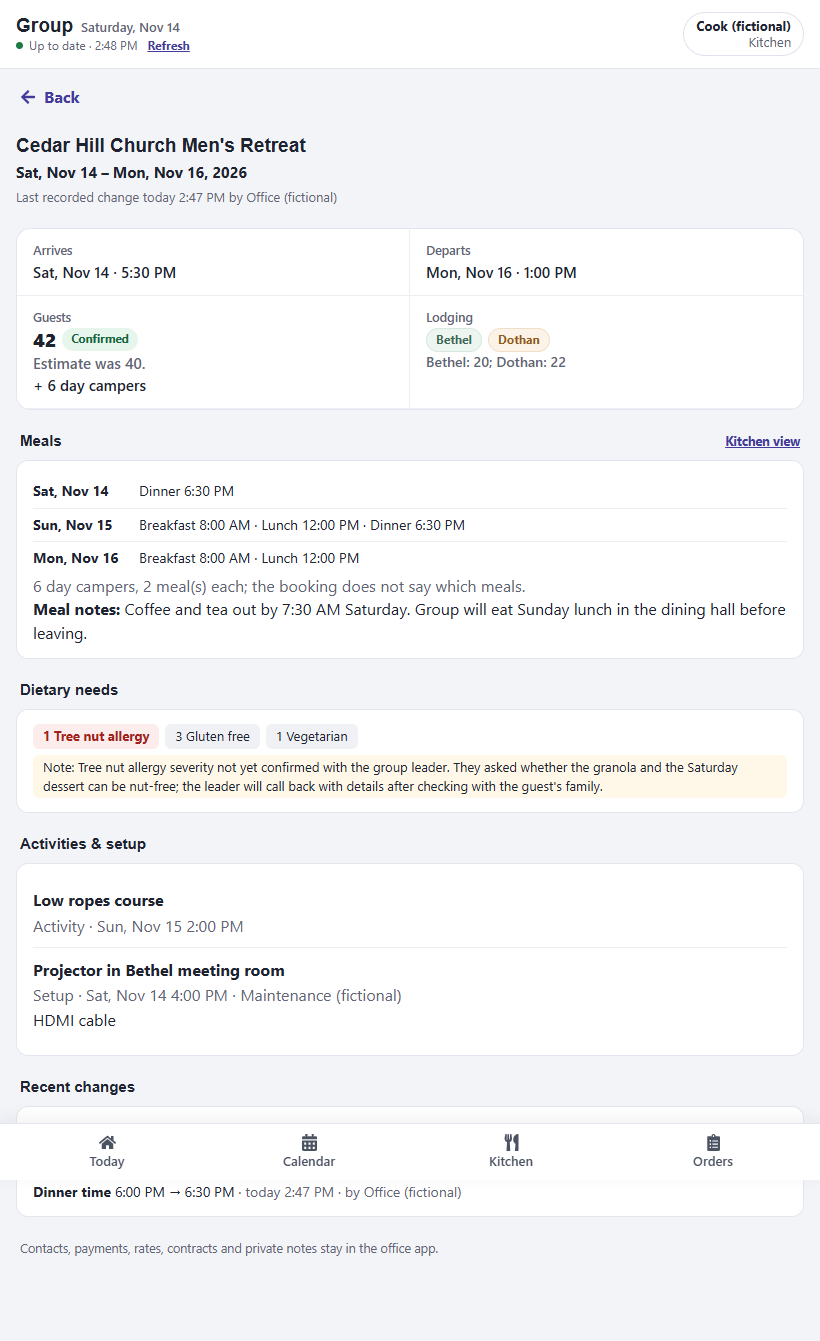 Group Saturday, Nov 14
Up to date · 2:48 PM Refresh
Cook (fictional)
Kitchen
Back
Cedar Hill Church Men's Retreat
Sat, Nov 14 – Mon, Nov 16, 2026
Last recorded change today 2:47 PM by Office (fictional)
Arrives
Sat, Nov 14 · 5:30 PM
Departs
Mon, Nov 16 · 1:00 PM
Guests
42 Confirmed
Estimate was 40.
+ 6 day campers
Lodging
Bethel Dothan
Bethel: 20; Dothan: 22
Meals
Kitchen view
Sat, Nov 14 Dinner 6:30 PM
Sun, Nov 15 Breakfast 8:00 AM · Lunch 12:00 PM · Dinner 6:30 PM
Mon, Nov 16 Breakfast 8:00 AM · Lunch 12:00 PM
6 day campers, 2 meal(s) each; the booking does not say which meals.
Meal notes: Coffee and tea out by 7:30 AM Saturday. Group will eat Sunday lunch in the dining hall before
leaving.
Dietary needs
1 Tree nut allergy 3 Gluten free 1 Vegetarian
Note: Tree nut allergy severity not yet confirmed with the group leader. They asked whether the granola and the Saturday
dessert can be nut-free; the leader will call back with details after checking with the guest's family.
Activities & setup
Low ropes course
Activity · Sun, Nov 15 2:00 PM
Projector in Bethel meeting room
Setup · Sat, Nov 14 4:00 PM · Maintenance (fictional)
HDMI cable
Recent changes
Today Calendar Kitchen Orders
Dinner time 6:00 PM → 6:30 PM · today 2:47 PM · by Office (fictional)
Contacts, payments, rates, contracts and private notes stay in the office app.